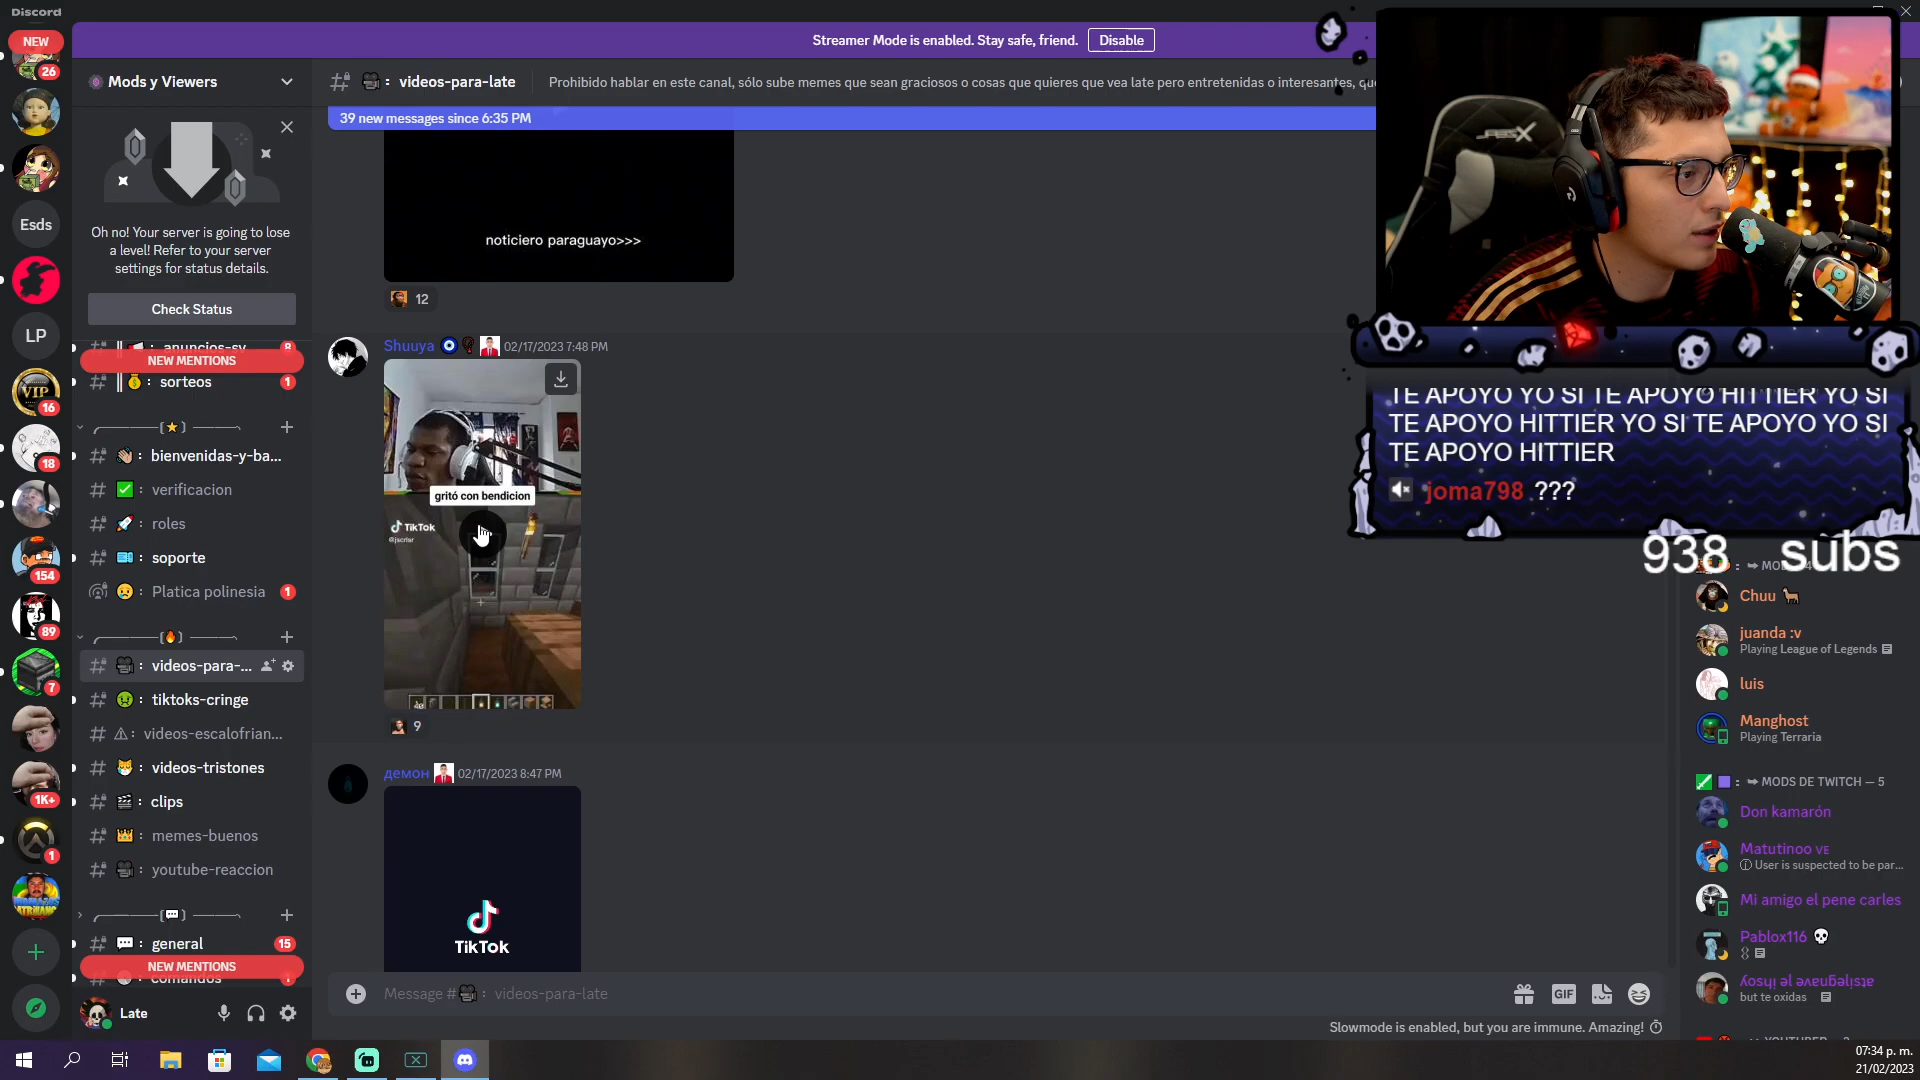 Discord
NEW
26
Esds
LP
16
18
154
89
7
1K+
1
Streamer Mode is enabled. Stay safe, friend.
Disable
Mods y Viewers
Oh no! Your server is going to lose
a level! Refer to your server
settings for status details.
Check Status
NEW MENTIONS
8
sorteos
1
bienvenidas-y-ba...
verificacion
roles
soporte
Platica polinesia
1
videos-para-...
tiktoks-cringe
videos-escalofrian...
videos-tristones
clips
memes-buenos
youtube-reaccion
general
15
NEW MENTIONS
Late
videos-para-late
Prohibido hablar en este canal, sólo sube memes que sean graciosos o cosas que quieres que vea late pero entretenidas o interesantes, qu
39 new messages since 6:35 PM
noticiero paraguayo>>>
12
Shuuya
02/17/2023 7:48 PM
gritó con bendicion
TikTok
@jscrlsr
9
демон
02/17/2023 8:47 PM
TikTok
Message # : videos-para-late
GIF
Slowmode is enabled, but you are immune. Amazing!
TE APOYO YO SI TE APOYO HITTIER YO SI
TE APOYO HITTIER YO SI TE APOYO YO SI
TE APOYO HITTIER
joma798 ???
938 subs
Chuu
juanda :v
Playing League of Legends
luis
Manghost
Playing Terraria
MODS DE TWITCH — 5
Don kamarón
Matutinoo VE
User is suspected to be par...
Mi amigo el pene carles
Pablox116
but te oxidas
07:34 p. m.
21/02/2023